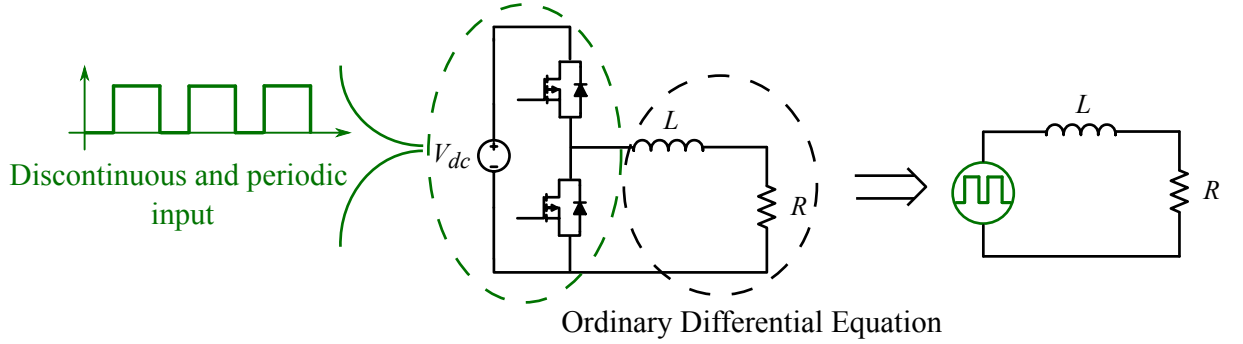 Discontinuous and periodic
input
V_dc
L
R
Ordinary Differential Equation
L
R